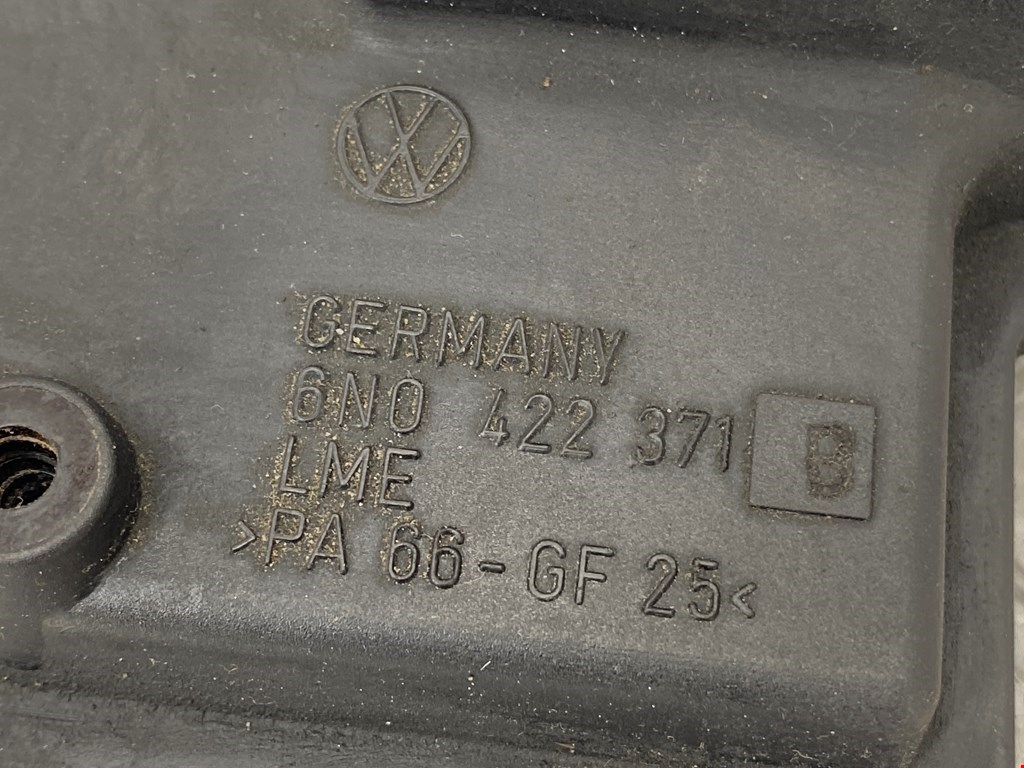 GERMANY
6N0 422 371 B
LME
>PA 66-GF 25<